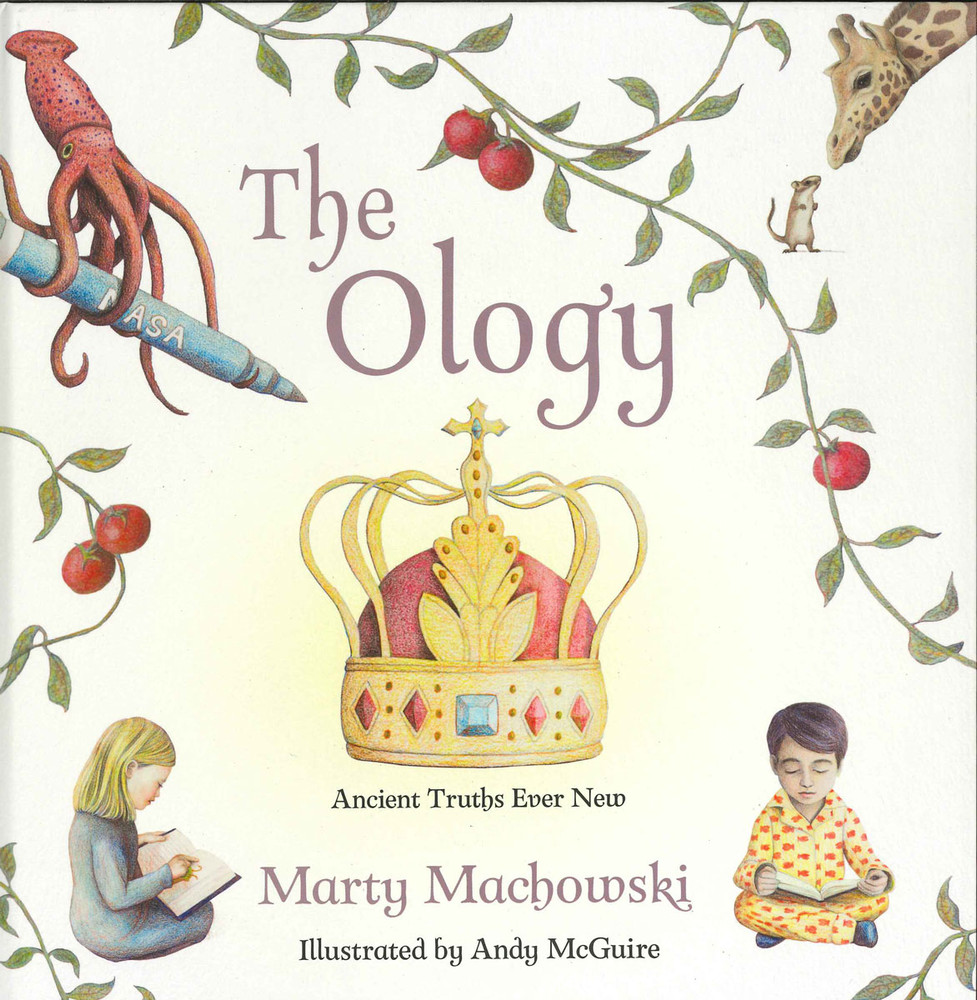 The
Ology
NASA
Ancient Truths Ever New
Marty Machowski
Illustrated by Andy McGuire